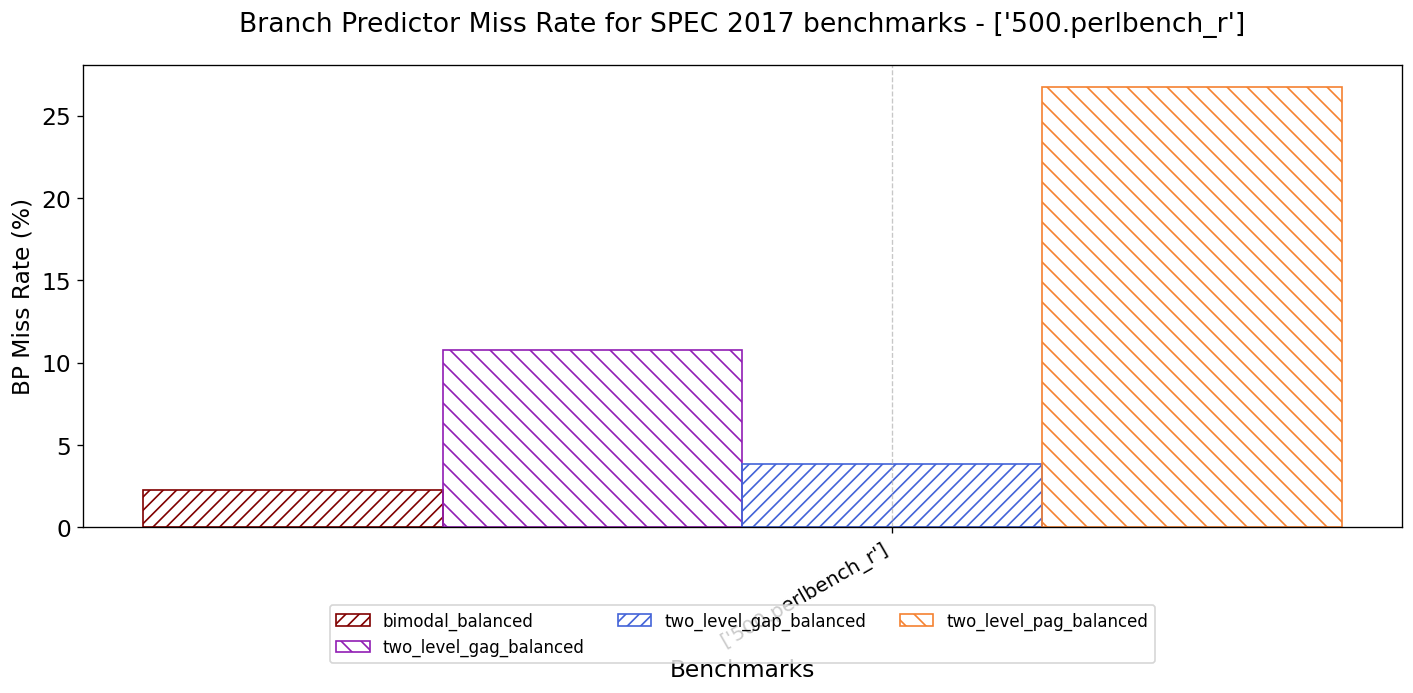 Branch Predictor Miss Rate for SPEC 2017 benchmarks - ['500.perlbench_r']
BP Miss Rate (%)
25
20
15
10
5
0
['500.perlbench_r']
bimodal_balanced
two_level_gag_balanced
two_level_gap_balanced
two_level_pag_balanced
Benchmarks